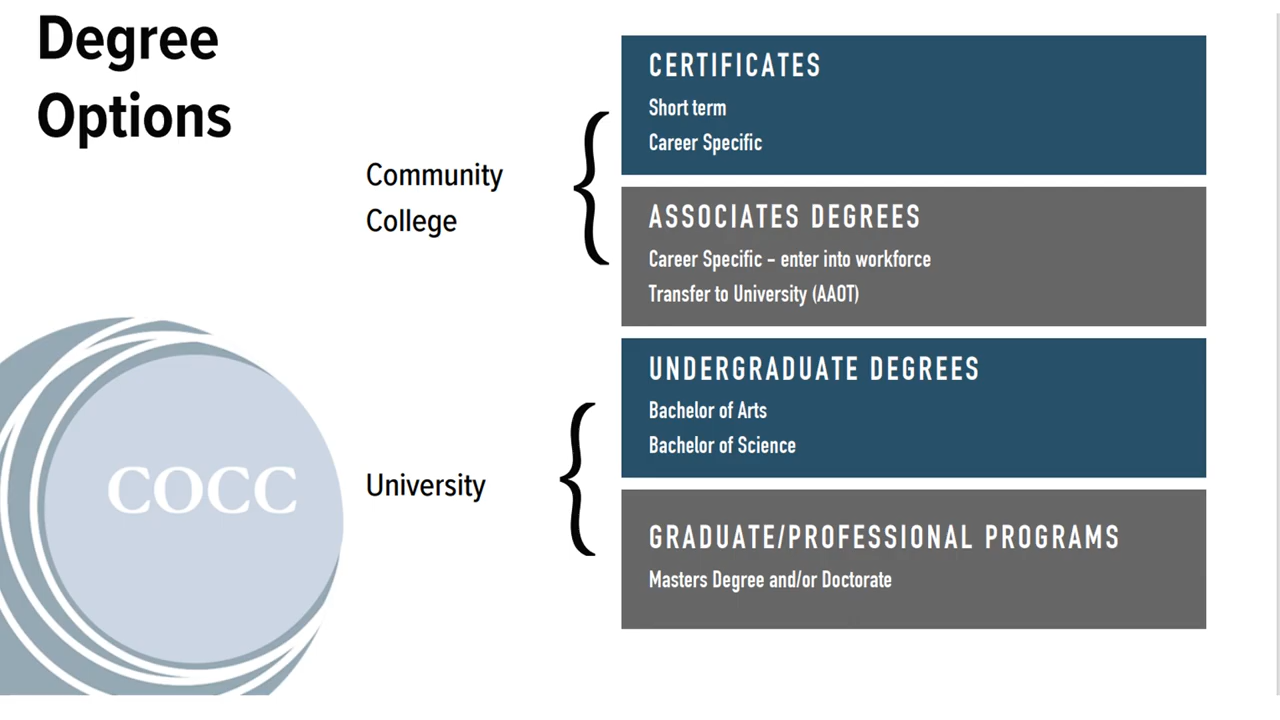 Degree
Options
Community
College
CERTIFICATES
Short term
Career Specific
ASSOCIATES DEGREES
Career Specific – enter into workforce
Transfer to University (AAOT)
University
UNDERGRADUATE DEGREES
Bachelor of Arts
Bachelor of Science
GRADUATE/PROFESSIONAL PROGRAMS
Masters Degree and/or Doctorate
COCC